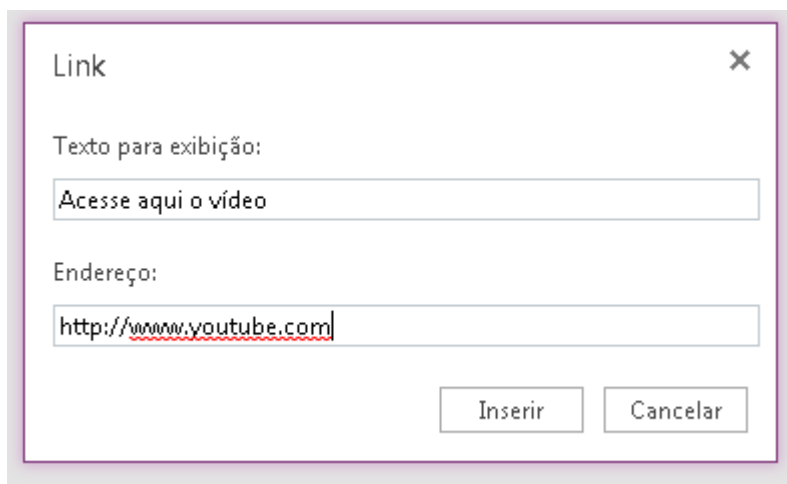 Link
Texto para exibição:
Acesse aqui o vídeo
Endereço:
http://www.youtube.com
Inserir Cancelar